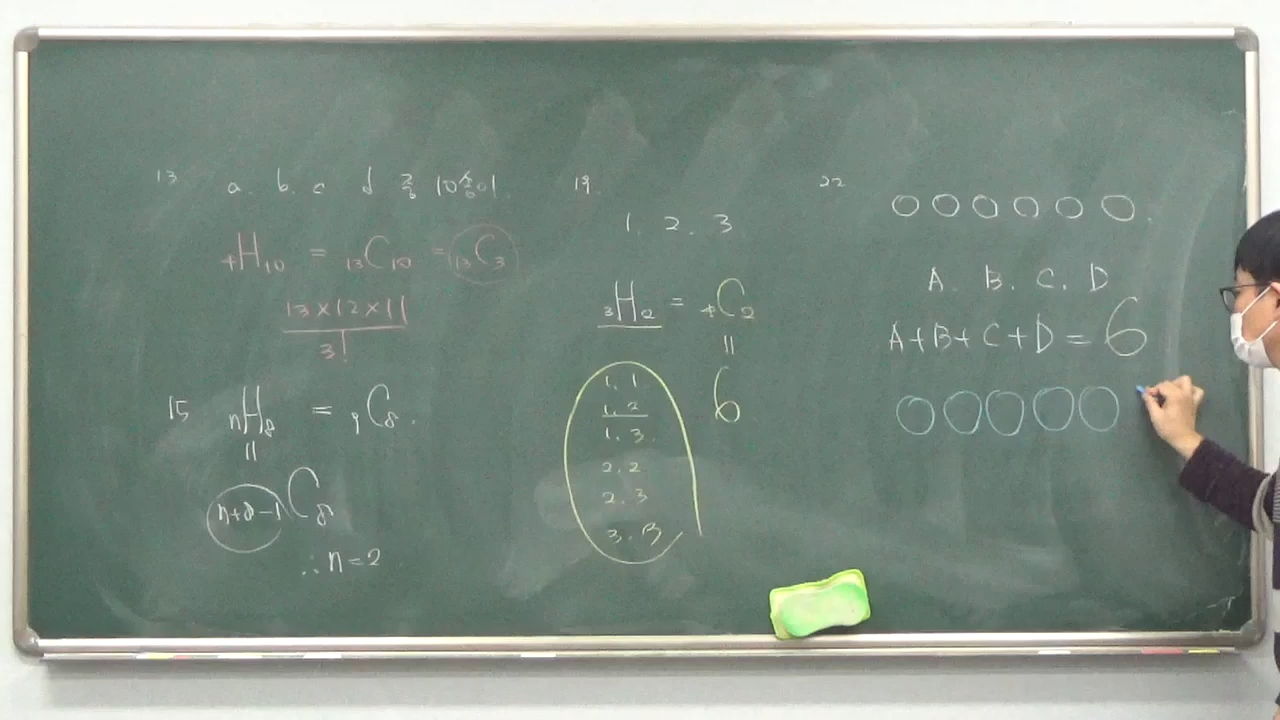 13.
a. b. c d 중 10개의
₄H₁₀ = ₁₃C₁₀ = ₁₃C₃
13×12×11
3!
15 nH₈ = ₉C₈.
||
n+8-1C₈
∴ n=2
19.
1. 2. 3
₃H₂ = ₄C₂
||
6
1, 1
1, 2
1, 3
2, 2
2, 3
3, 3
22
A. B. C. D
A+B+C+D=6